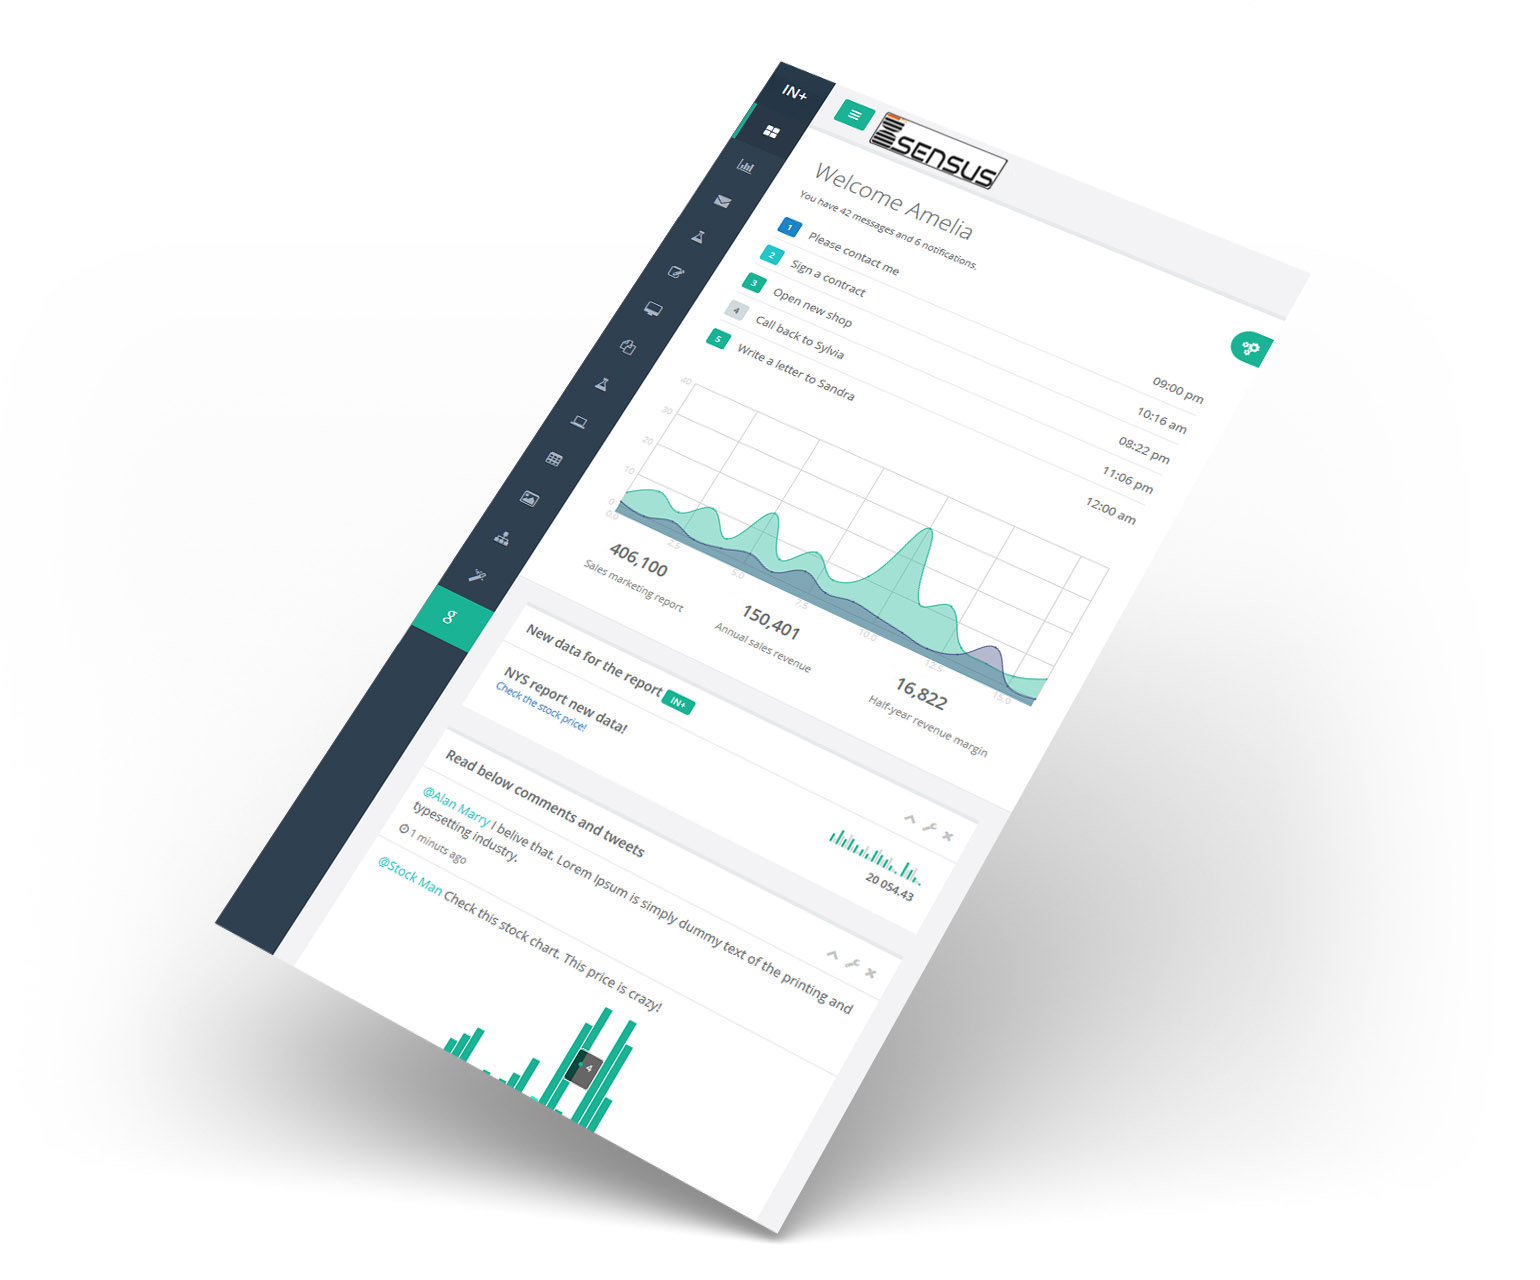 IN+
SENSUS
Welcome Amelia
You have 42 messages and 6 notifications.
1 Please contact me 09:00 pm
2 Sign a contract 10:16 am
3 Open new shop 08:22 pm
4 Call back to Sylvia 11:06 pm
5 Write a letter to Sandra 12:00 am
40
30
20
10
0
0.0 2.5 5.0 7.5 10.0 12.5 15.0
406,100
Sales marketing report
150,401
Annual sales revenue
16,822
Half-year revenue margin
g
New data for the report IN+
NYS report new data!
Check the stock price!
20 054.43
Read below comments and tweets
@Alan Marry I belive that. Lorem Ipsum is simply dummy text of the printing and
typesetting industry.
1 minuts ago
@Stock Man Check this stock chart. This price is crazy!
4